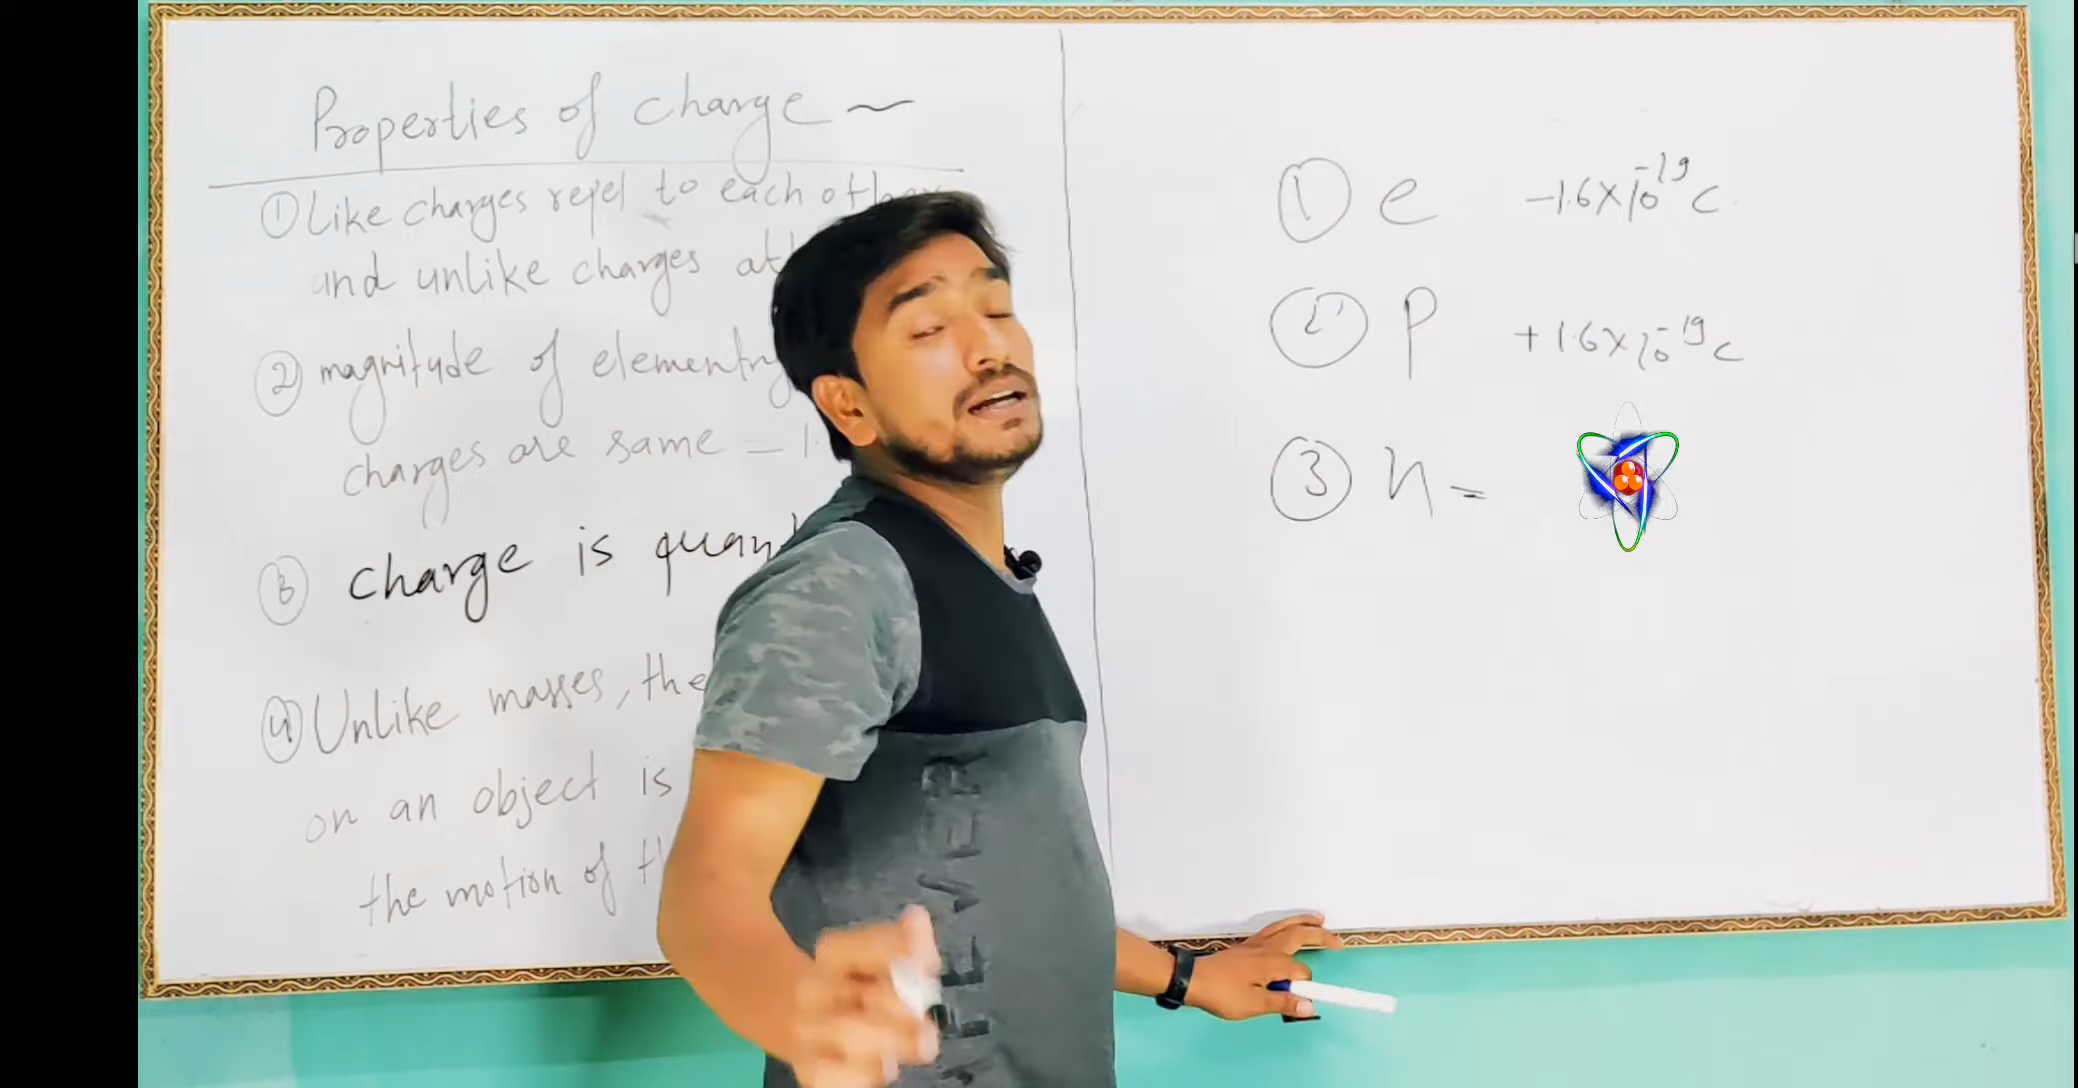 Properties of charge ~
① Like charges repel to each other
and unlike charges
② magnitude of elementry
charges are same = 1.
③ charge is
④ Unlike masses, the
on an object is
the motion of
① e -1.6×10⁻¹⁹ C
② p +1.6×10⁻¹⁹ C
③ n =